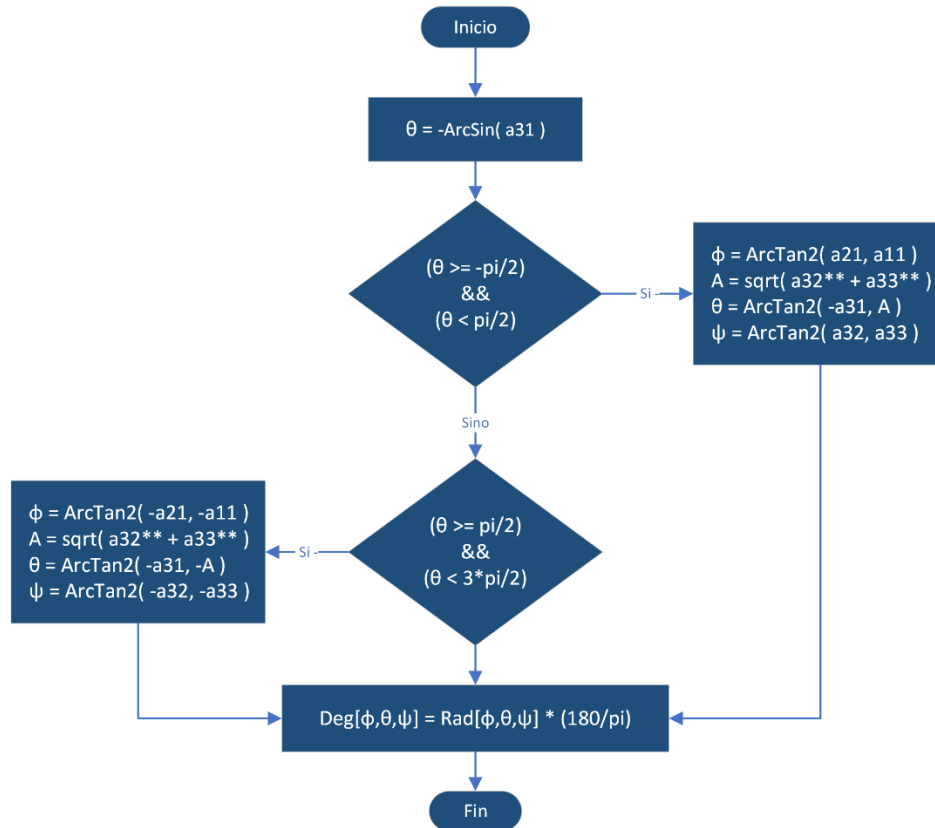 Inicio
θ = -ArcSin( a31 )
(θ >= -pi/2)
&&
(θ < pi/2)
Si -
ϕ = ArcTan2( a21, a11 )
A = sqrt( a32** + a33** )
θ = ArcTan2( -a31, A )
ψ = ArcTan2( a32, a33 )
Sino
(θ >= pi/2)
&&
(θ < 3*pi/2)
Si -
ϕ = ArcTan2( -a21, -a11 )
A = sqrt( a32** + a33** )
θ = ArcTan2( -a31, -A )
ψ = ArcTan2( -a32, -a33 )
Deg[ϕ,θ,ψ] = Rad[ϕ,θ,ψ] * (180/pi)
Fin